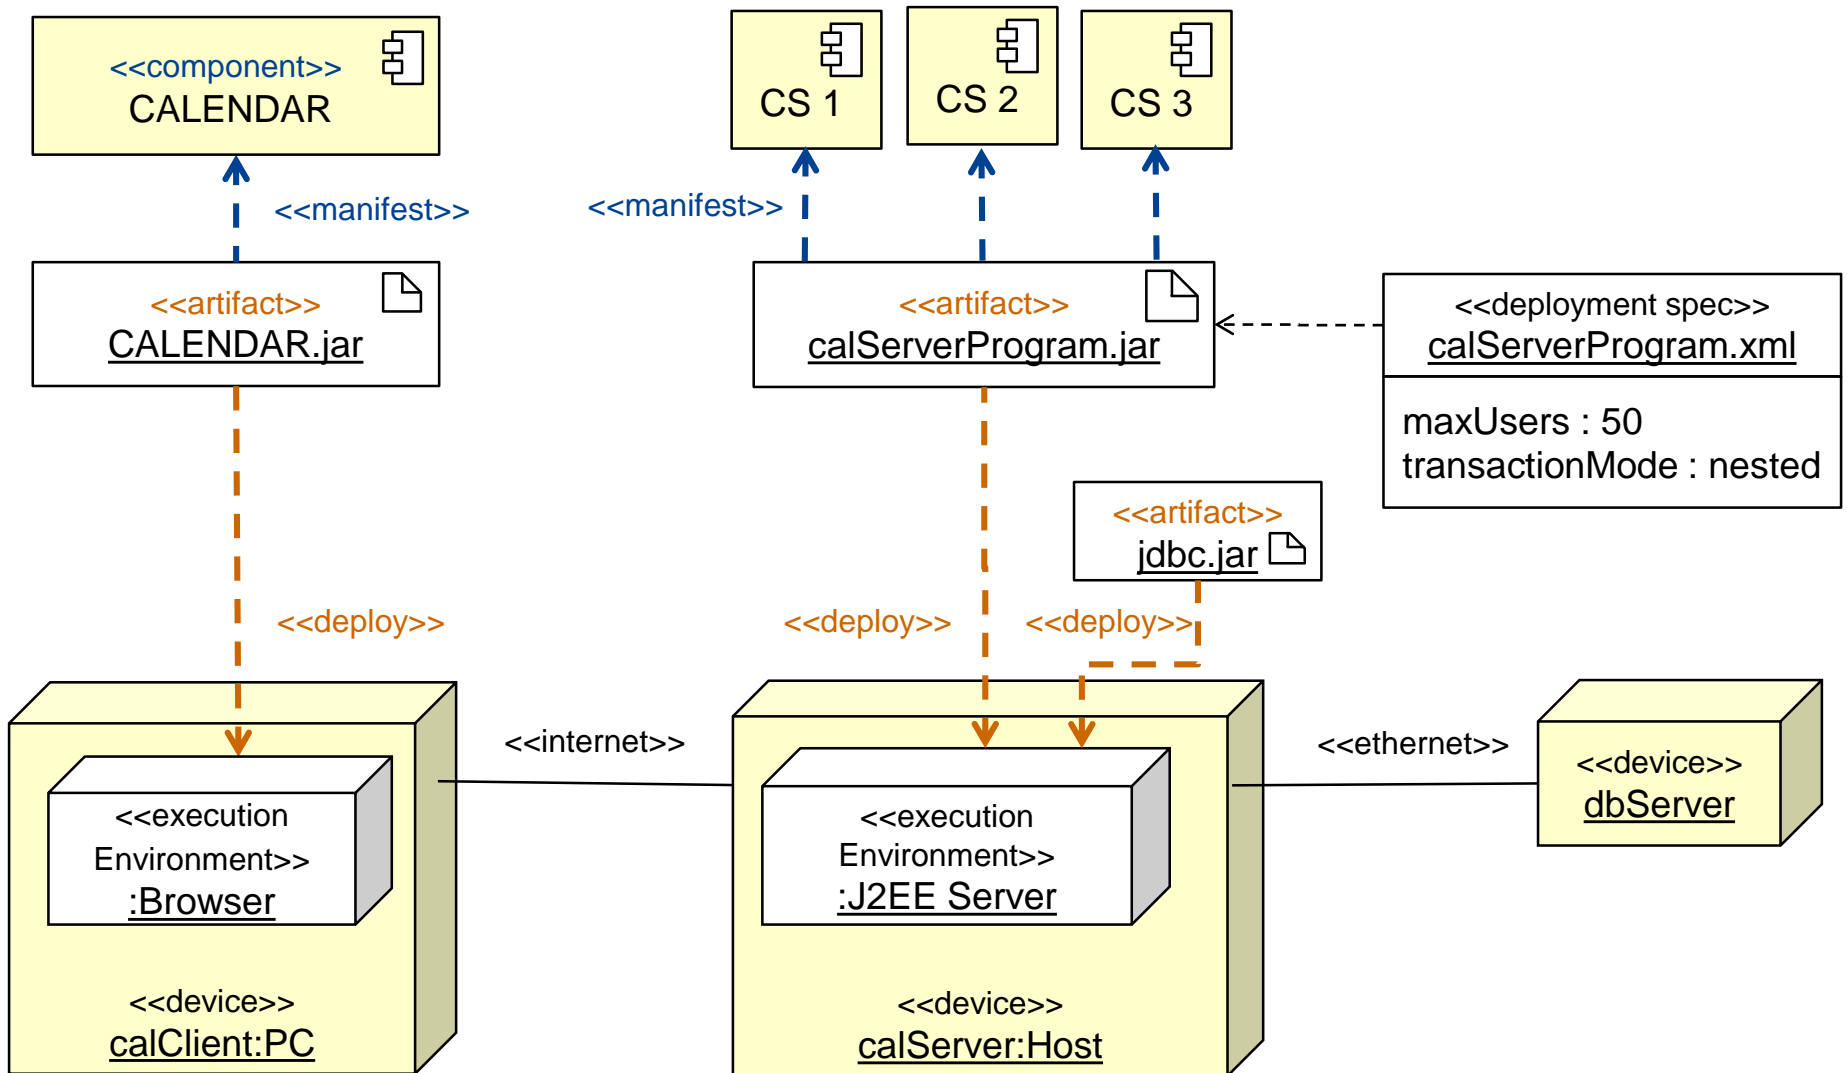 <<component>>
CALENDAR
CS 1
CS 2
CS 3
<<manifest>>
<<manifest>>
<<artifact>>
CALENDAR.jar
<<artifact>>
calServerProgram.jar
<<deployment spec>>
calServerProgram.xml
maxUsers : 50
transactionMode : nested
<<artifact>>
jdbc.jar
<<deploy>>
<<deploy>>
<<deploy>>
<<internet>>
<<ethernet>>
<<execution
Environment>>
:Browser
<<device>>
calClient:PC
<<execution
Environment>>
:J2EE Server
<<device>>
calServer:Host
<<device>>
dbServer